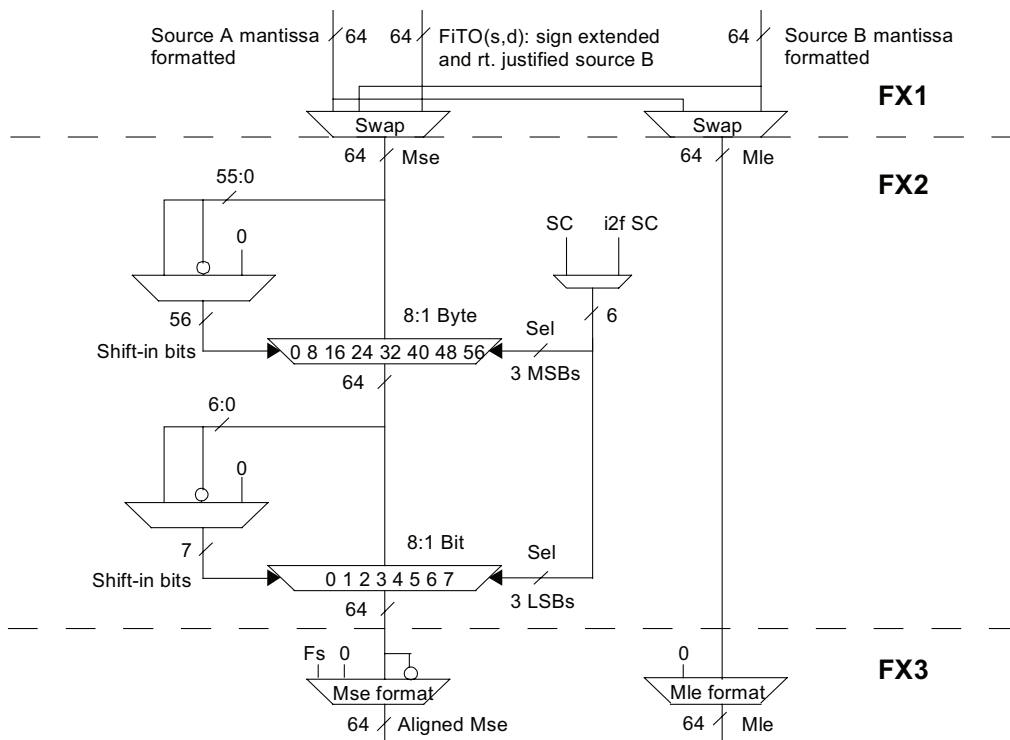 Source A mantissa
formatted
64
64
FiTO(s,d): sign extended
and rt. justified source B
64
Source B mantissa
formatted
FX1
Swap
Swap
64
Mse
64
Mle
FX2
55:0
0
SC
i2f SC
56
6
8:1 Byte
Sel
Shift-in bits
0 8 16 24 32 40 48 56
3 MSBs
64
6:0
0
7
8:1 Bit
Sel
Shift-in bits
0 1 2 3 4 5 6 7
3 LSBs
64
Fs
0
0
FX3
Mse format
Mle format
64
Aligned Mse
64
Mle